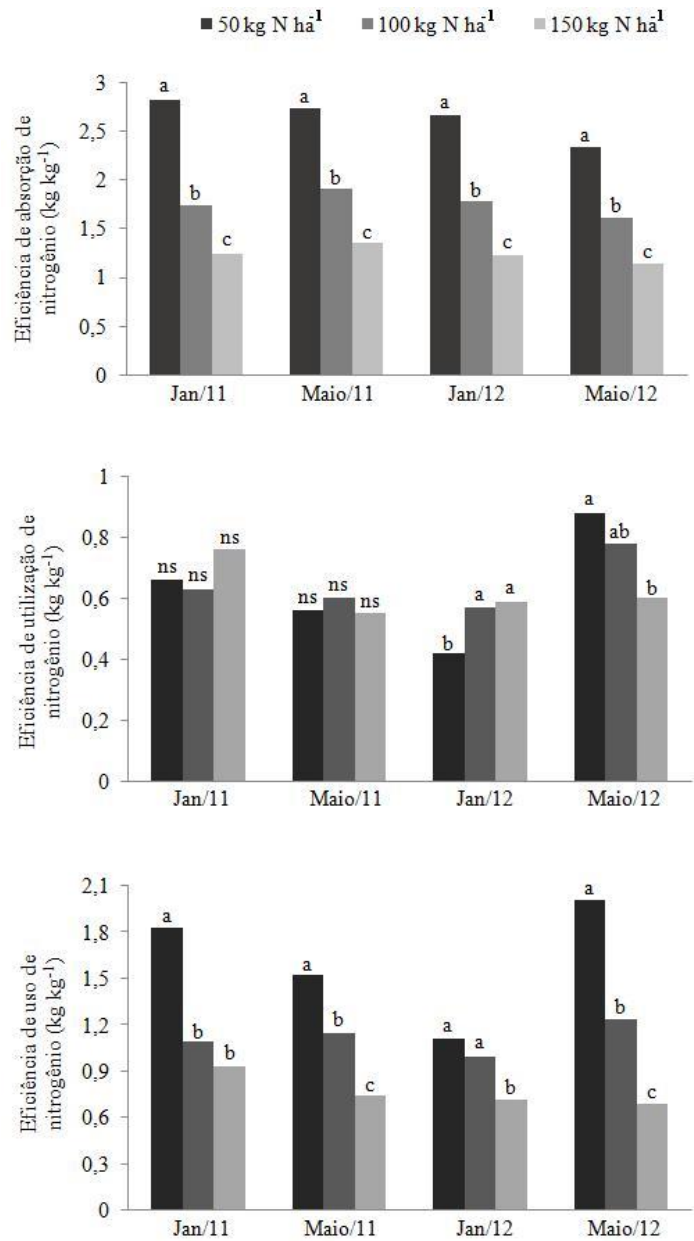 50 kg N ha-1 100 kg N ha-1 150 kg N ha-1
Eficiência de absorção de
nitrogênio (kg kg-1)
3
2,5
2
1,5
1
0,5
0
a b c a b c a b c a b c
Jan/11 Maio/11 Jan/12 Maio/12
Eficiência de utilização de
nitrogênio (kg kg-1)
1
0,8
0,6
0,4
0,2
0
ns ns ns ns ns ns b a a a ab b
Jan/11 Maio/11 Jan/12 Maio/12
Eficiência de uso de
nitrogênio (kg kg-1)
2,1
1,8
1,5
1,2
0,9
0,6
0,3
0
a b b a b c a a b a b c
Jan/11 Maio/11 Jan/12 Maio/12